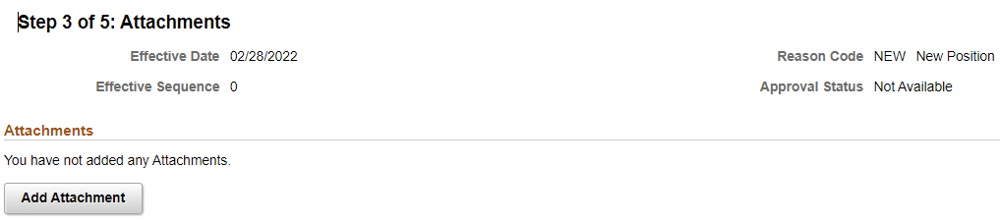 Step 3 of 5: Attachments
Effective Date 02/28/2022 Reason Code NEW New Position
Effective Sequence 0 Approval Status Not Available
Attachments
You have not added any Attachments.
Add Attachment